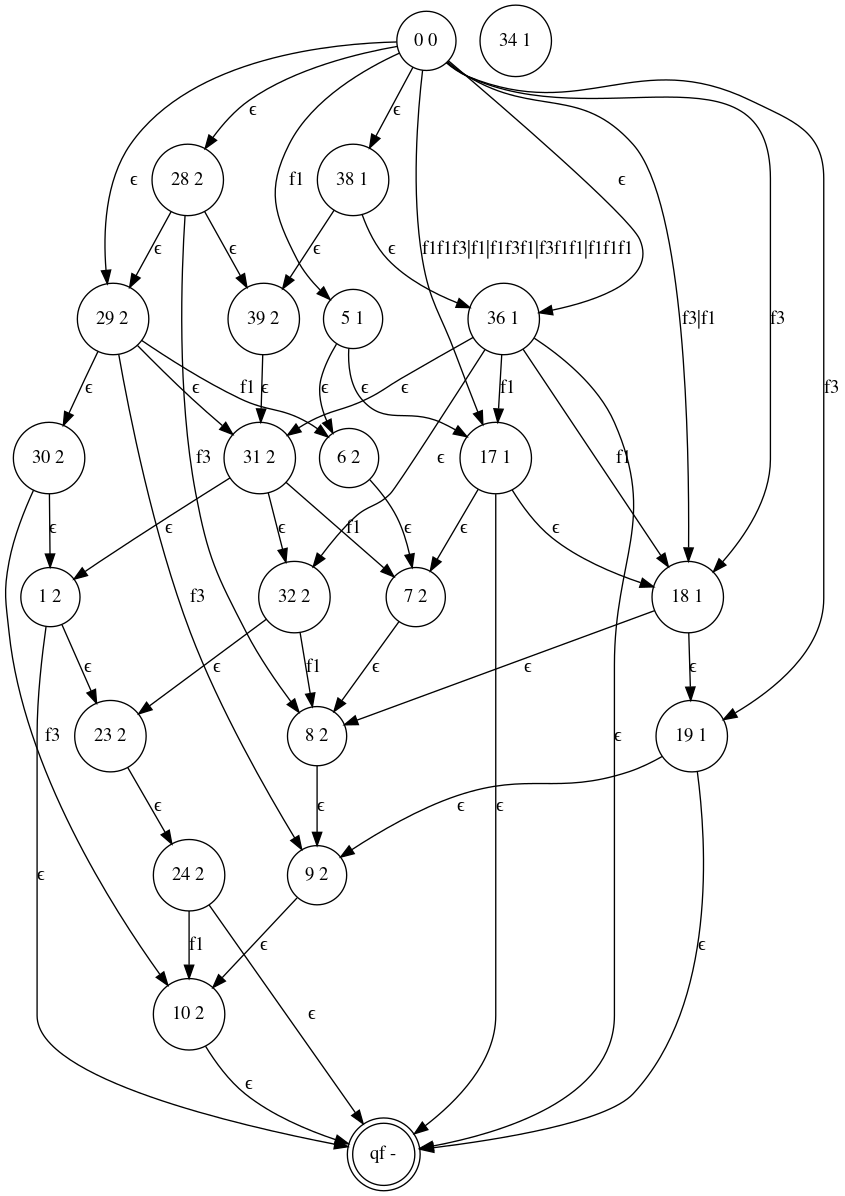 0 0 34 1
ϵ ϵ
28 2 38 1
ϵ f1 ϵ
ϵ ϵ ϵ ϵ f1f1f3|f1|f1f3f1|f3f1f1|f1f1f1
29 2 39 2 5 1 36 1 f3|f1 f3
ϵ ϵ f1 ϵ ϵ ϵ ϵ f1 f3
30 2 f3 31 2 6 2 ϵ 17 1 f1
ϵ ϵ ϵ f1 ϵ ϵ ϵ
1 2 f3 32 2 7 2 18 1
ϵ ϵ f1 ϵ ϵ ϵ
f3 23 2 8 2 ϵ 19 1
ϵ ϵ ϵ ϵ
ϵ 24 2 9 2
f1 ϵ ϵ
10 2 ϵ
ϵ
qf -